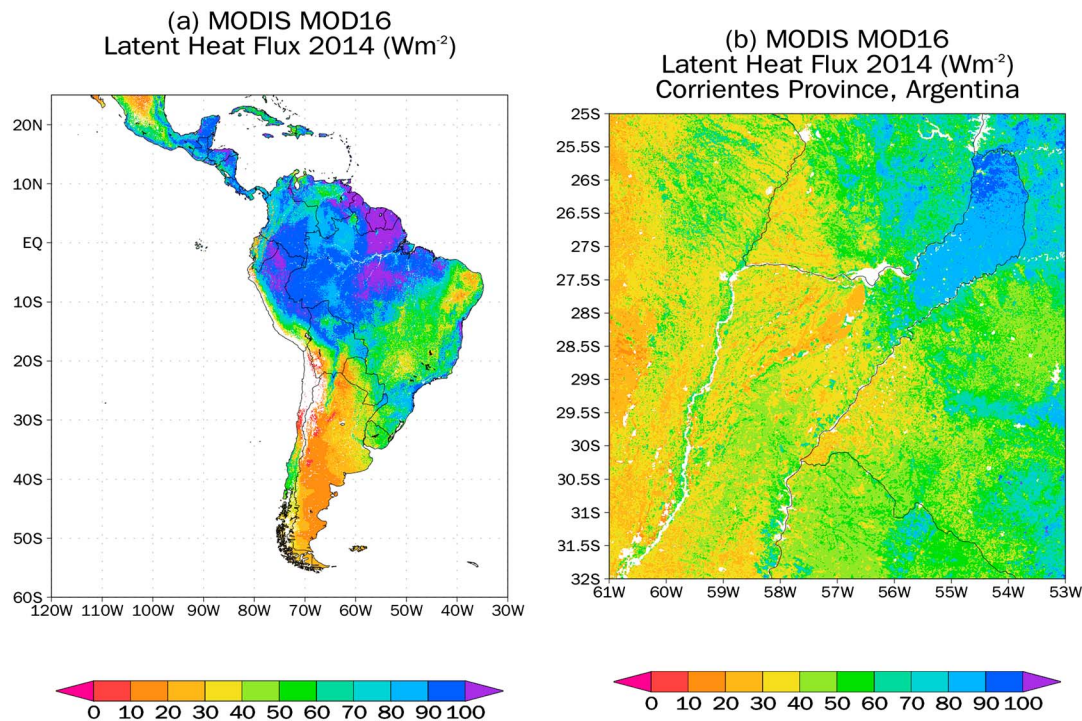 (a) MODIS MOD16
Latent Heat Flux 2014 (Wm⁻²)
20N
10N
EQ
10S
20S
30S
40S
50S
60S
120W 110W 100W 90W 80W 70W 60W 50W 40W 30W
0 10 20 30 40 50 60 70 80 90 100
(b) MODIS MOD16
Latent Heat Flux 2014 (Wm⁻²)
Corrientes Province, Argentina
25S
25.5S
26S
26.5S
27S
27.5S
28S
28.5S
29S
29.5S
30S
30.5S
31S
31.5S
32S
61W 60W 59W 58W 57W 56W 55W 54W 53W
0 10 20 30 40 50 60 70 80 90 100